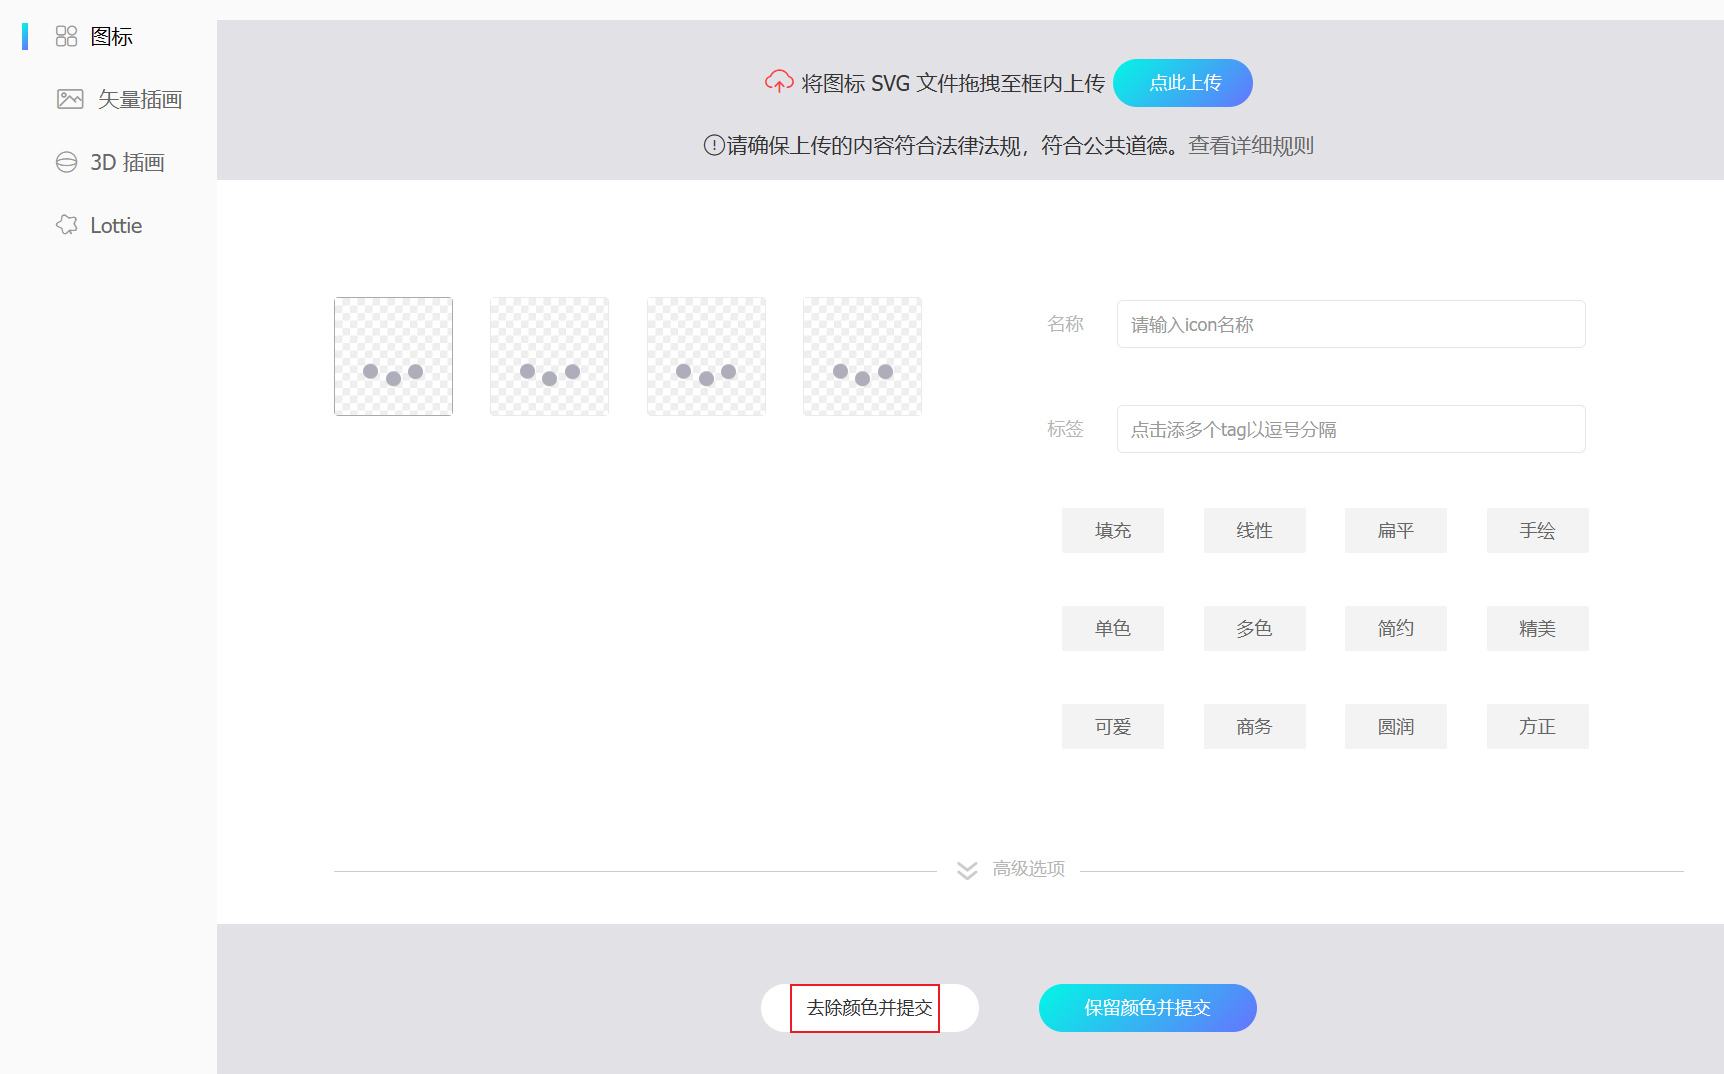 图标
矢量插画
3D 插画
Lottie
将图标 SVG 文件拖拽至框内上传 点此上传
请确保上传的内容符合法律法规，符合公共道德。查看详细规则
名称 请输入icon名称
标签 点击添多个tag以逗号分隔
填充 线性 扁平 手绘
单色 多色 简约 精美
可爱 商务 圆润 方正
高级选项
去除颜色并提交 保留颜色并提交